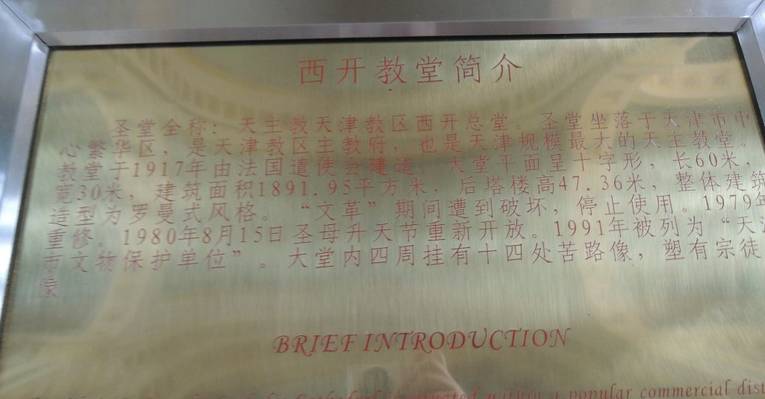 西开教堂简介
圣堂全称：天主教天津教区西开总堂。圣堂坐落于天津市中
心繁华区，是天津教区主教府，也是天津规模最大的天主教堂。
教堂于1917年由法国遣使会建造。大堂平面呈十字形，长60米，
宽30米，建筑面积1891.95平方米，后塔楼高47.36米，整体建筑
造型为罗曼式风格。“文革”期间遭到破坏，停止使用。1979年
重修。1980年8月15日圣母升天节重新开放。1991年被列为“天津
市文物保护单位”。大堂内四周挂有十四处苦路像，塑有宗徒
像
BRIEF INTRODUCTION
within a popular commercial dist